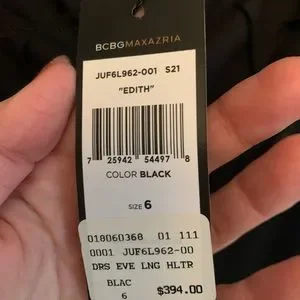 BCBGMAXAZRIA
JUF6L962-001 S21
"EDITH"
7 25942 54497 8
COLOR BLACK
SIZE 6
018060368 01 111
0001 JUF6L962-00
DRS EVE LNG HLTR
BLAC
6 $394.00